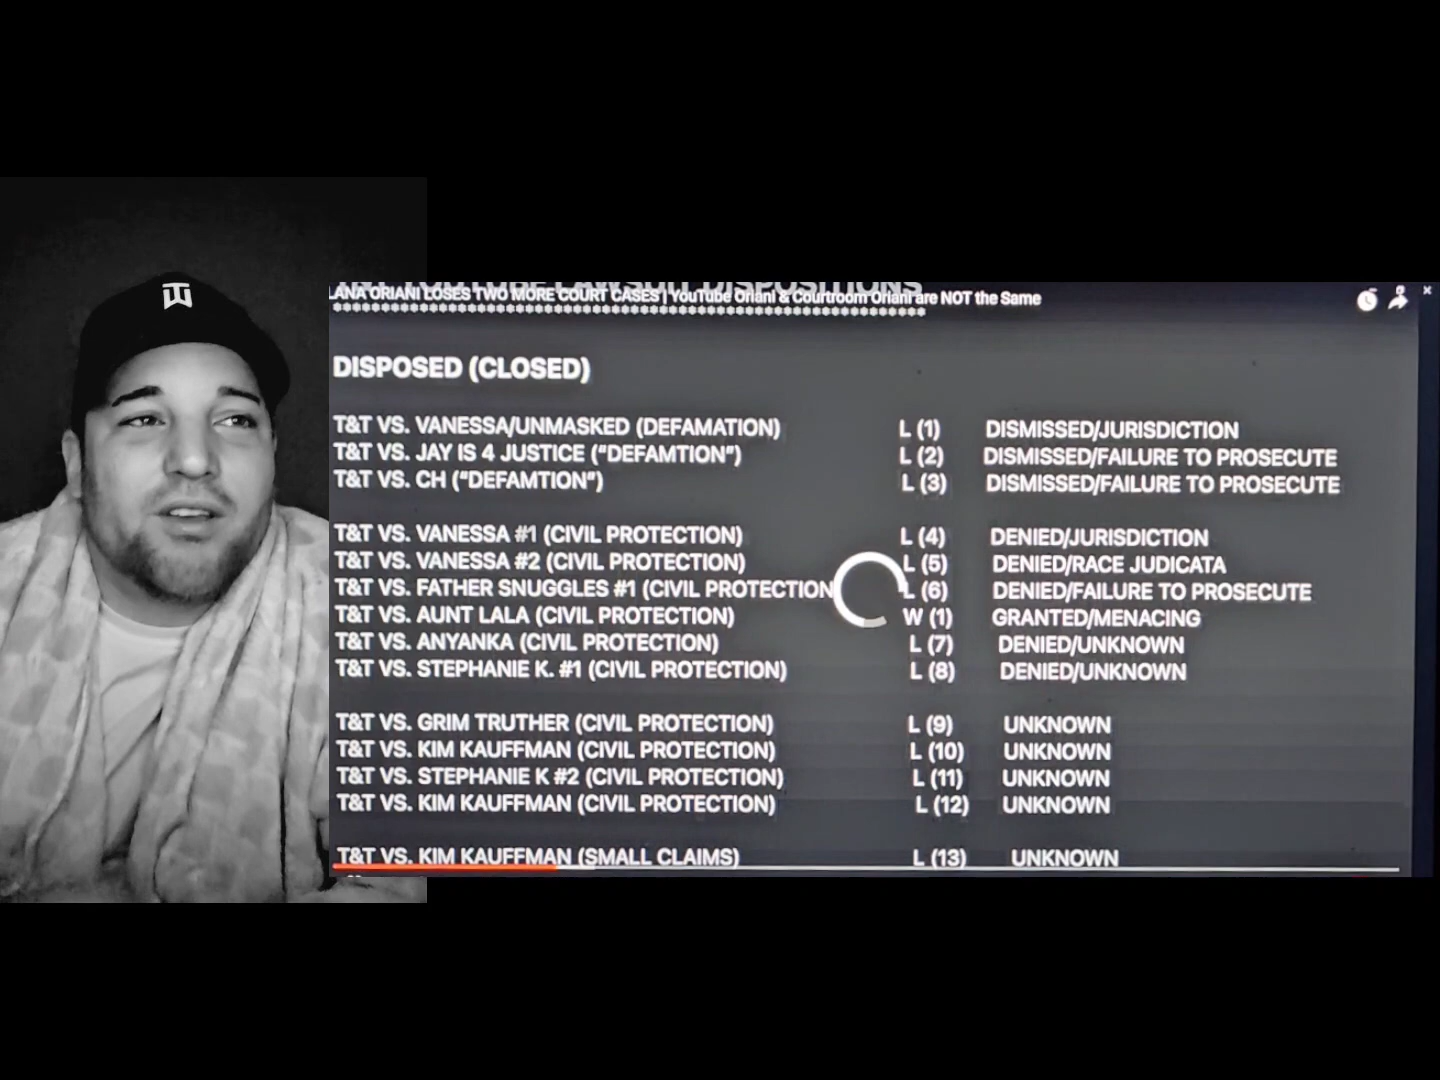 TW
YOUTUBE LAWSUIT DISPOSITIONS
LANA ORIANI LOSES TWO MORE COURT CASES | YouTube Oriani & Courtroom Oriani are NOT the Same
DISPOSED (CLOSED)
T&T VS. VANESSA/UNMASKED (DEFAMATION) L (1) DISMISSED/JURISDICTION
T&T VS. JAY IS 4 JUSTICE (“DEFAMTION”) L (2) DISMISSED/FAILURE TO PROSECUTE
T&T VS. CH (“DEFAMTION”) L (3) DISMISSED/FAILURE TO PROSECUTE
T&T VS. VANESSA #1 (CIVIL PROTECTION) L (4) DENIED/JURISDICTION
T&T VS. VANESSA #2 (CIVIL PROTECTION) L (5) DENIED/RACE JUDICATA
T&T VS. FATHER SNUGGLES #1 (CIVIL PROTECTION L (6) DENIED/FAILURE TO PROSECUTE
T&T VS. AUNT LALA (CIVIL PROTECTION) W (1) GRANTED/MENACING
T&T VS. ANYANKA (CIVIL PROTECTION) L (7) DENIED/UNKNOWN
T&T VS. STEPHANIE K. #1 (CIVIL PROTECTION) L (8) DENIED/UNKNOWN
T&T VS. GRIM TRUTHER (CIVIL PROTECTION) L (9) UNKNOWN
T&T VS. KIM KAUFFMAN (CIVIL PROTECTION) L (10) UNKNOWN
T&T VS. STEPHANIE K #2 (CIVIL PROTECTION) L (11) UNKNOWN
T&T VS. KIM KAUFFMAN (CIVIL PROTECTION) L (12) UNKNOWN
T&T VS. KIM KAUFFMAN (SMALL CLAIMS) L (13) UNKNOWN